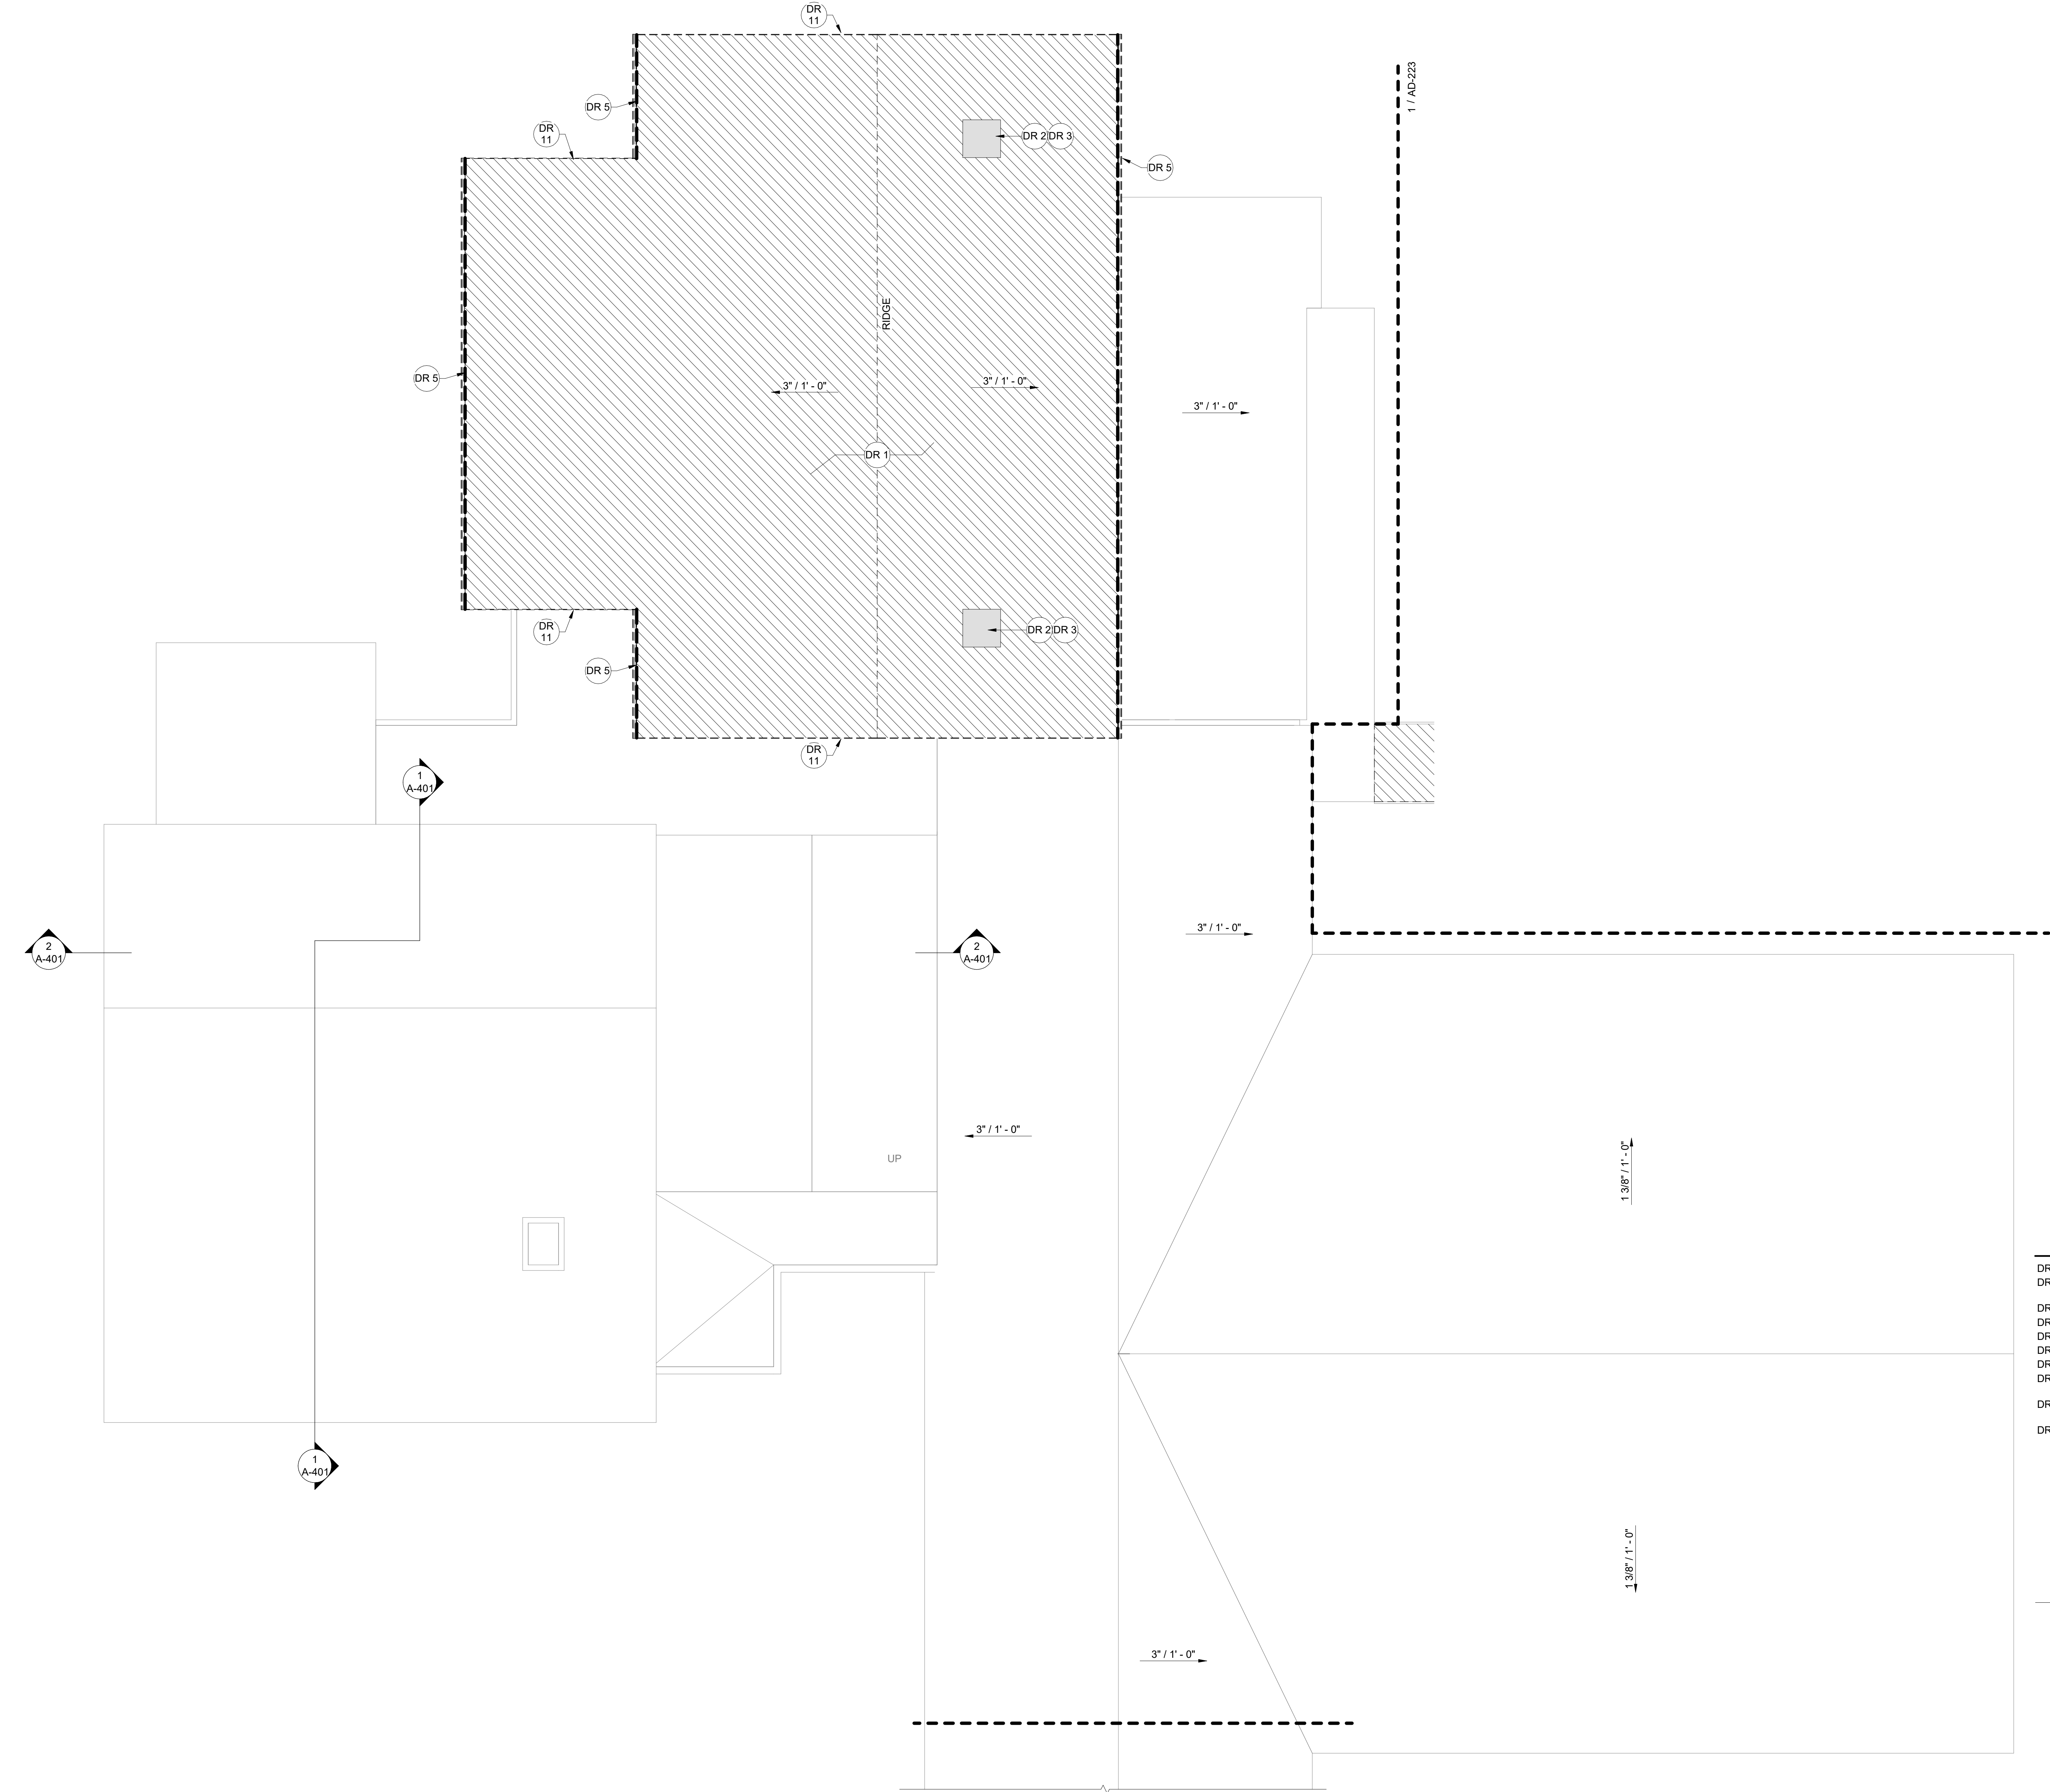 DR
11
1 / AD-223
DR 5
DR
11
DR 2
DR 3
DR 5
RIDGE
DR 5
3" / 1' - 0"
3" / 1' - 0"
3" / 1' - 0"
DR 1
DR
11
DR 2
DR 3
DR 5
DR
11
1
A-401
2
A-401
2
A-401
3" / 1' - 0"
3" / 1' - 0"
UP
1 3/8" / 1' - 0"
DR
DR
DR
DR
DR
DR
DR
DR
DR
DR
1
A-401
1 3/8" / 1' - 0"
3" / 1' - 0"